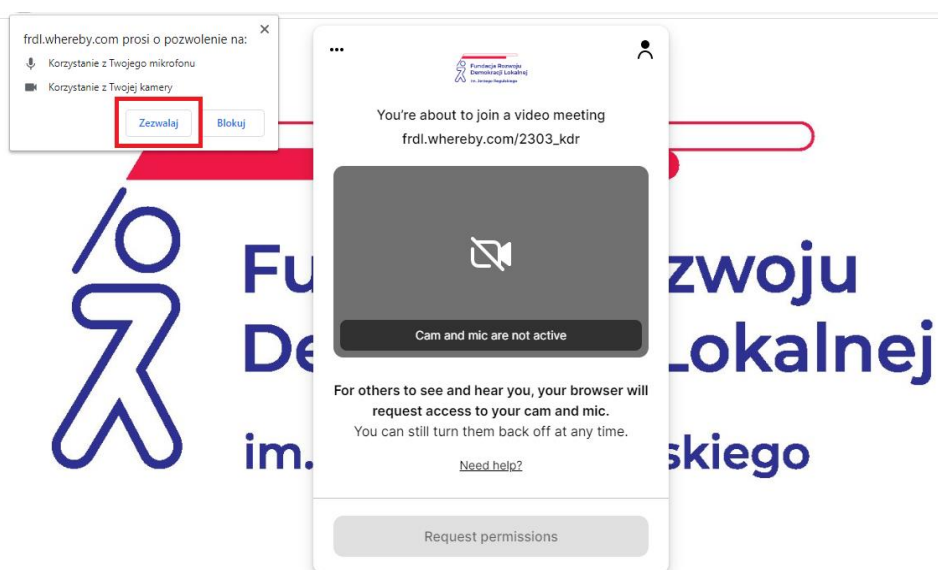 frdl.whereby.com prosi o pozwolenie na:
Korzystanie z Twojego mikrofonu
Korzystanie z Twojej kamery
Zezwalaj
Blokuj
Fundacja Rozwoju
Demokracji Lokalnej
im. Jerzego Regulskiego
You're about to join a video meeting
frdl.whereby.com/2303_kdr
Cam and mic are not active
For others to see and hear you, your browser will
request access to your cam and mic.
You can still turn them back off at any time.
Need help?
Request permissions
Fu zwoju
De Lokalnej
im. skiego